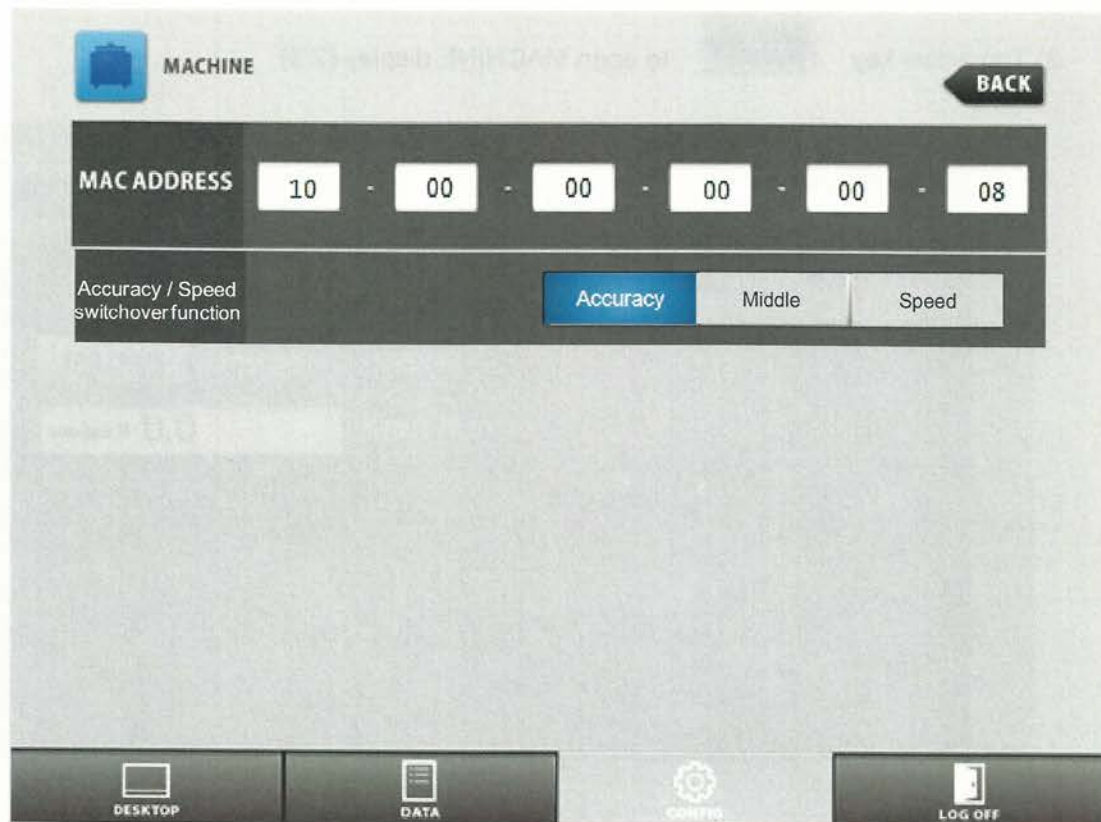 MACHINE
BACK
MAC ADDRESS 10 - 00 - 00 - 00 - 00 - 08
Accuracy / Speed
switchover function
Accuracy Middle Speed
DESKTOP DATA CONFIG LOG OFF